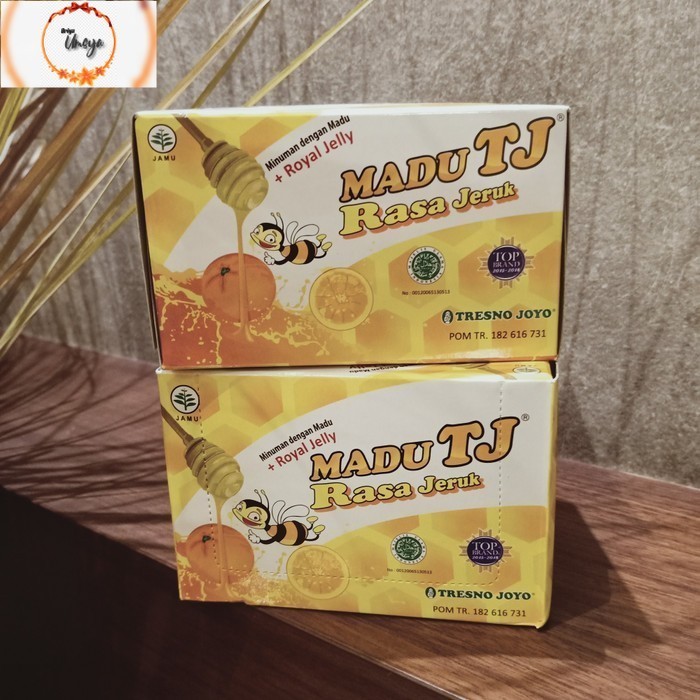 Umaya
JAMU
Minuman dengan Madu
+ Royal Jelly
MADU TJ®
Rasa Jeruk
TOP
BRAND
TRESNO JOYO®
POM TR. 182 616 731
JAMU
Minuman dengan Madu
+ Royal Jelly
MADU TJ®
Rasa Jeruk
TOP
BRAND
TRESNO JOYO®
POM TR. 182 616 731